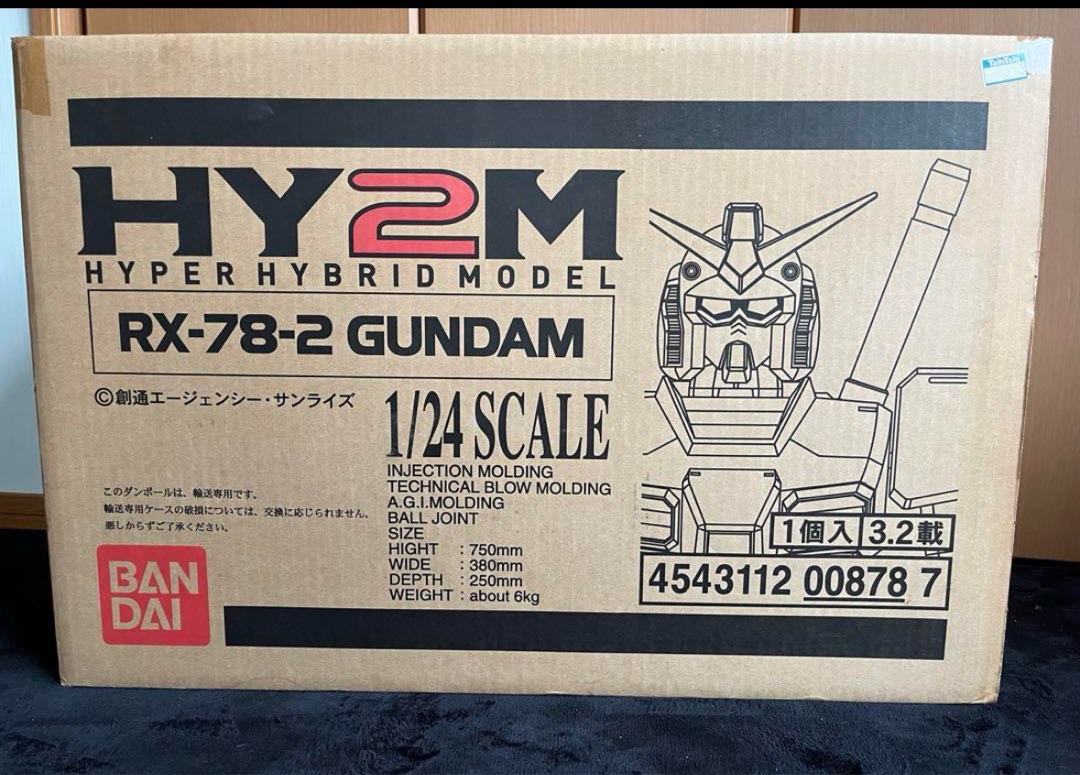 HY2M
HYPER HYBRID MODEL
RX-78-2 GUNDAM
©創通エージェンシー・サンライズ
1/24 SCALE
INJECTION MOLDING
TECHNICAL BLOW MOLDING
A.G.I.MOLDING
BALL JOINT
SIZE
HIGHT : 750mm
WIDE : 380mm
DEPTH : 250mm
WEIGHT : about 6kg
このダンボールは、輸送専用です。
輸送専用ケースの破損については、交換に応じられません。
悪しからずご了承ください。
BAN
DAI
1個入 3.2載
4543112 00878 7